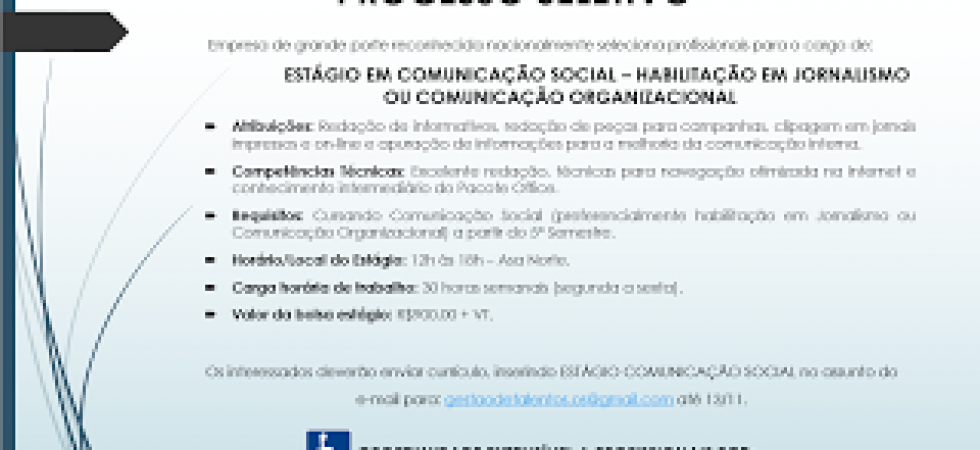 PROCESSO SELETIVO
Empresa de grande porte reconhecida nacionalmente seleciona profissionais para o cargo de:
ESTÁGIO EM COMUNICAÇÃO SOCIAL – HABILITAÇÃO EM JORNALISMO
OU COMUNICAÇÃO ORGANIZACIONAL
Atribuições: Redação de informativos, redação de peças para campanhas, clipagem em jornais
impressos e on-line e apuração de informações para a melhoria da comunicação interna.
Competências Técnicas: Excelente redação, técnicas para navegação otimizada na Internet e
conhecimento intermediário do Pacote Office.
Requisitos: Cursando Comunicação Social (preferencialmente habilitação em Jornalismo ou
Comunicação Organizacional) a partir do 5º Semestre.
Horário/Local do Estágio: 12h às 18h – Asa Norte.
Carga horária de trabalho: 30 horas semanais (segunda a sexta).
Valor da bolsa estágio: R$900,00 + VT.
Os interessados deverão enviar currículo, inserindo ESTÁGIO COMUNICAÇÃO SOCIAL no assunto do
e-mail para: gestaodetalentos.os@gmail.com até 13/11.